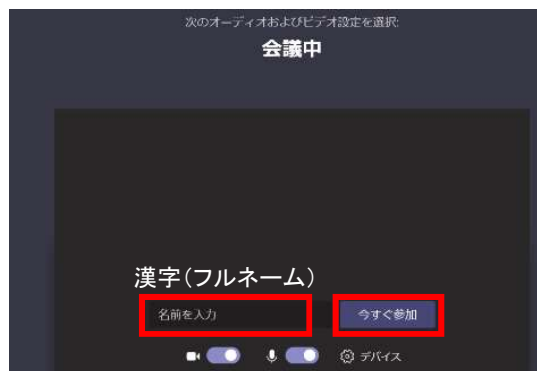 次のオーディオおよびビデオ設定を選択:
会議中
漢字(フルネーム)
名前を入力
今すぐ参加
デバイス